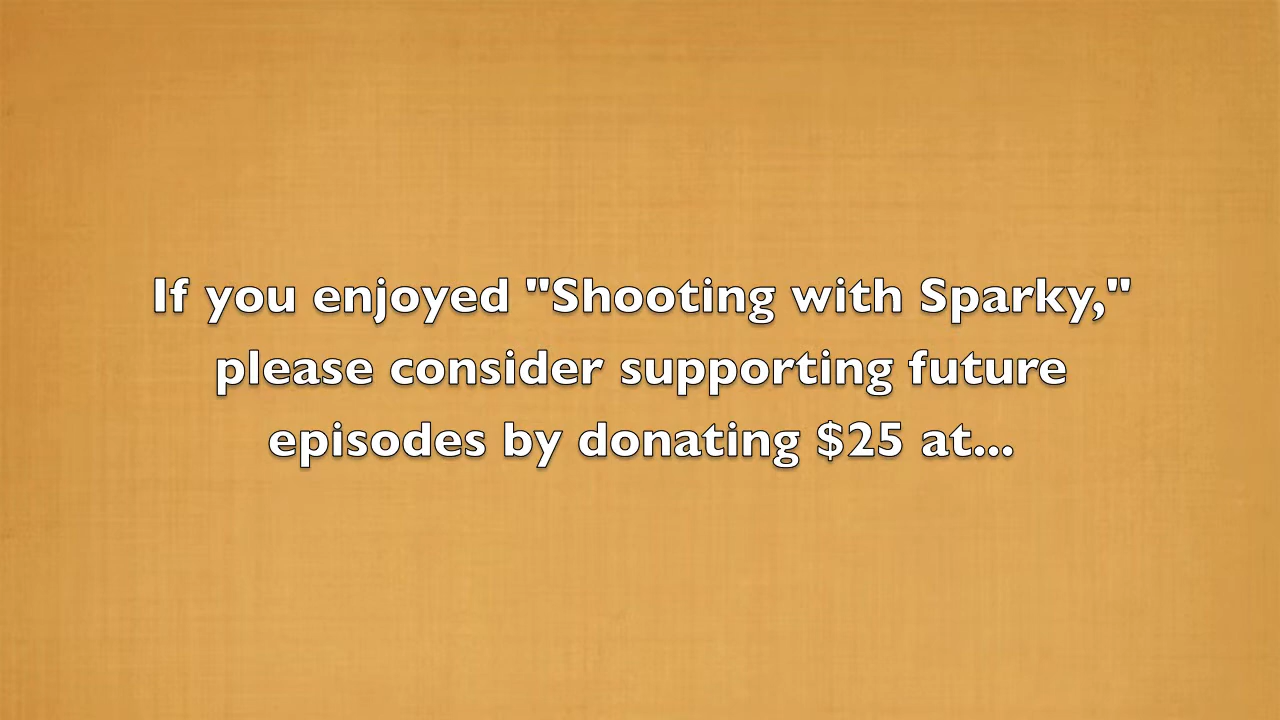 If you enjoyed "Shooting with Sparky,"
please consider supporting future
episodes by donating $25 at...